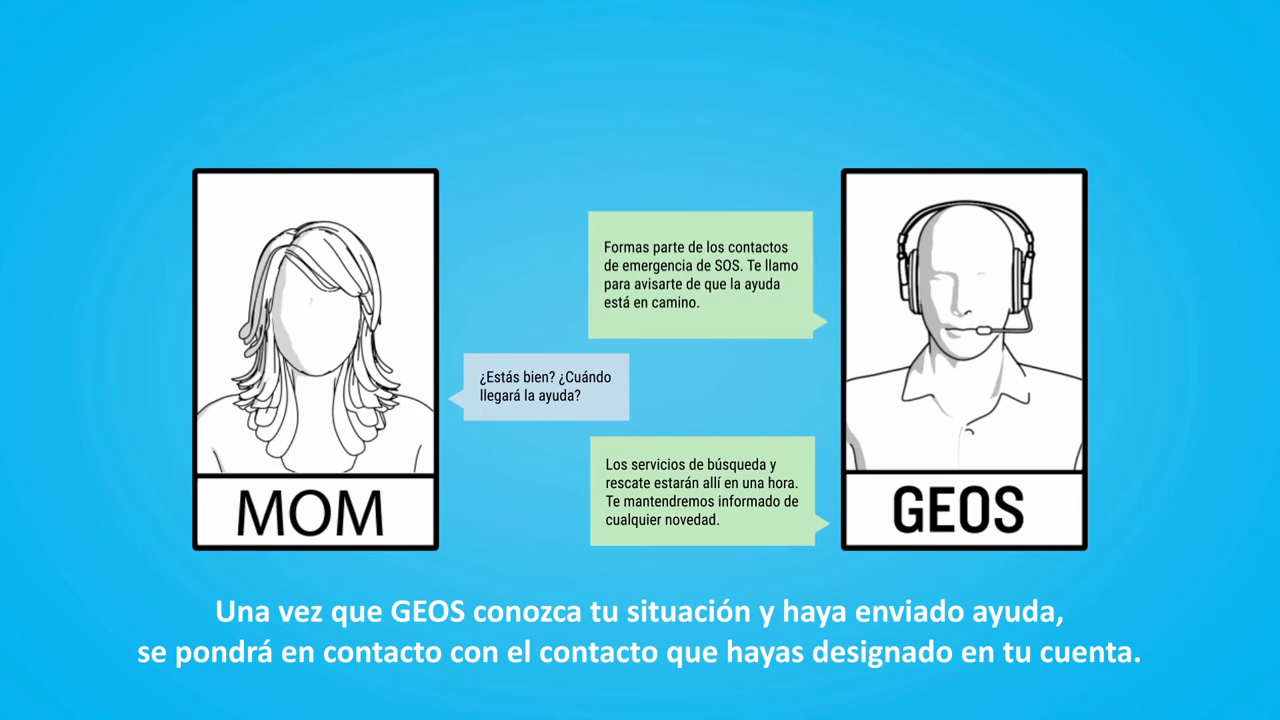 Formas parte de los contactos
de emergencia de SOS. Te llamo
para avisarte de que la ayuda
está en camino.
¿Estás bien? ¿Cuándo
llegará la ayuda?
Los servicios de búsqueda y
rescate estarán allí en una hora.
Te mantendremos informado de
cualquier novedad.
MOM
GEOS
Una vez que GEOS conozca tu situación y haya enviado ayuda,
se pondrá en contacto con el contacto que hayas designado en tu cuenta.